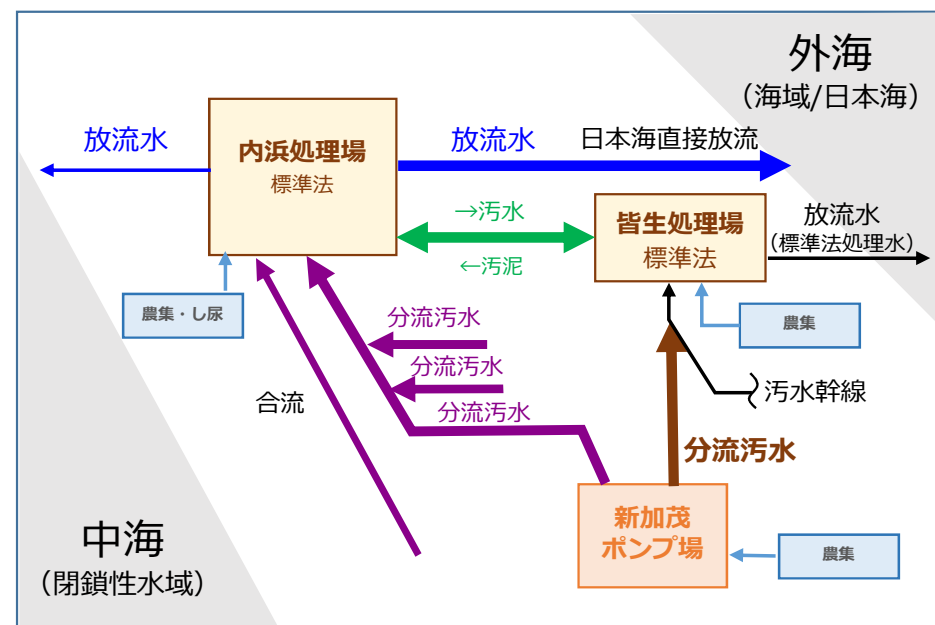 外海
（海域/日本海）
放流水
内浜処理場
標準法
放流水
日本海直接放流
→汚水
←汚泥
皆生処理場
標準法
放流水
（標準法処理水）
農集・し尿
分流汚水
農集
分流汚水
分流汚水
合流
汚水幹線
分流汚水
新加茂
ポンプ場
農集
中海
（閉鎖性水域）